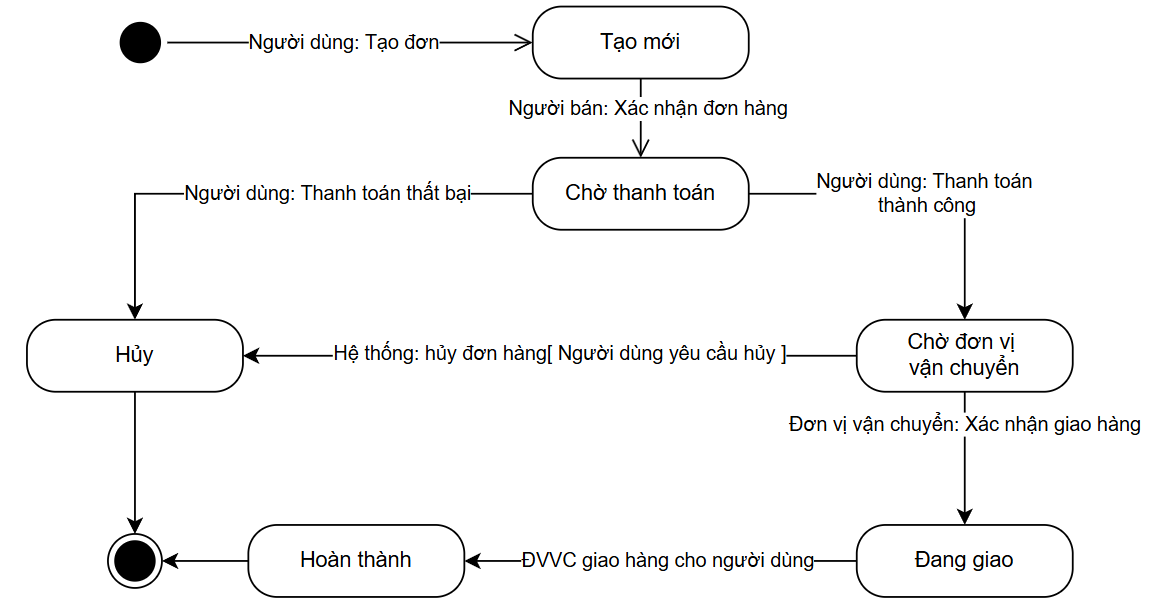 Người dùng: Tạo đơn
Tạo mới
Người bán: Xác nhận đơn hàng
Người dùng: Thanh toán thất bại
Chờ thanh toán
Người dùng: Thanh toán
thành công
Hủy
Hệ thống: hủy đơn hàng[ Người dùng yêu cầu hủy ]
Chờ đơn vị
vận chuyển
Đơn vị vận chuyển: Xác nhận giao hàng
Hoàn thành
ĐVVC giao hàng cho người dùng
Đang giao